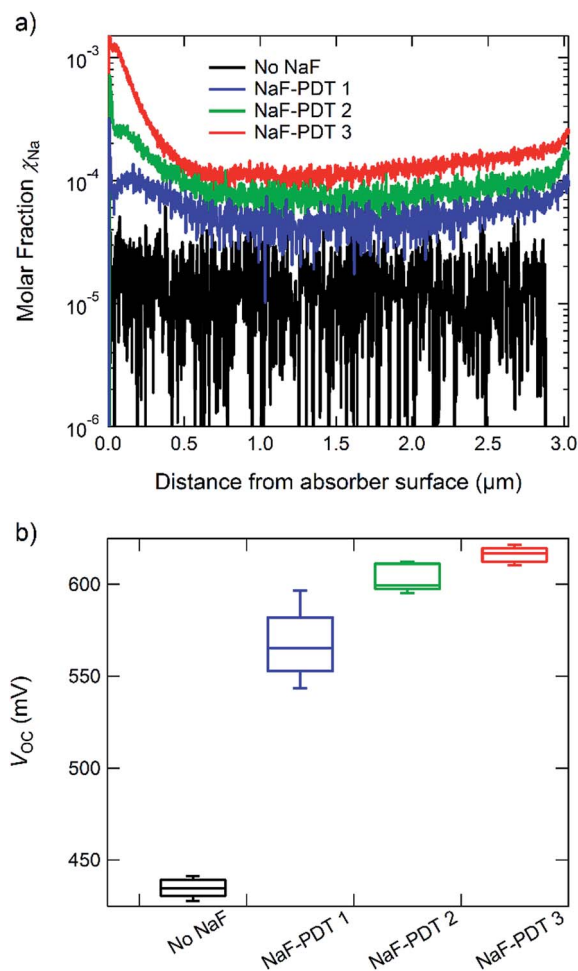 a)
Molar Fraction χNa
10⁻³
10⁻⁴
10⁻⁵
10⁻⁶
No NaF
NaF-PDT 1
NaF-PDT 2
NaF-PDT 3
0.0 0.5 1.0 1.5 2.0 2.5 3.0
Distance from absorber surface (µm)
b)
VOC (mV)
600
550
500
450
No NaF NaF-PDT 1 NaF-PDT 2 NaF-PDT 3